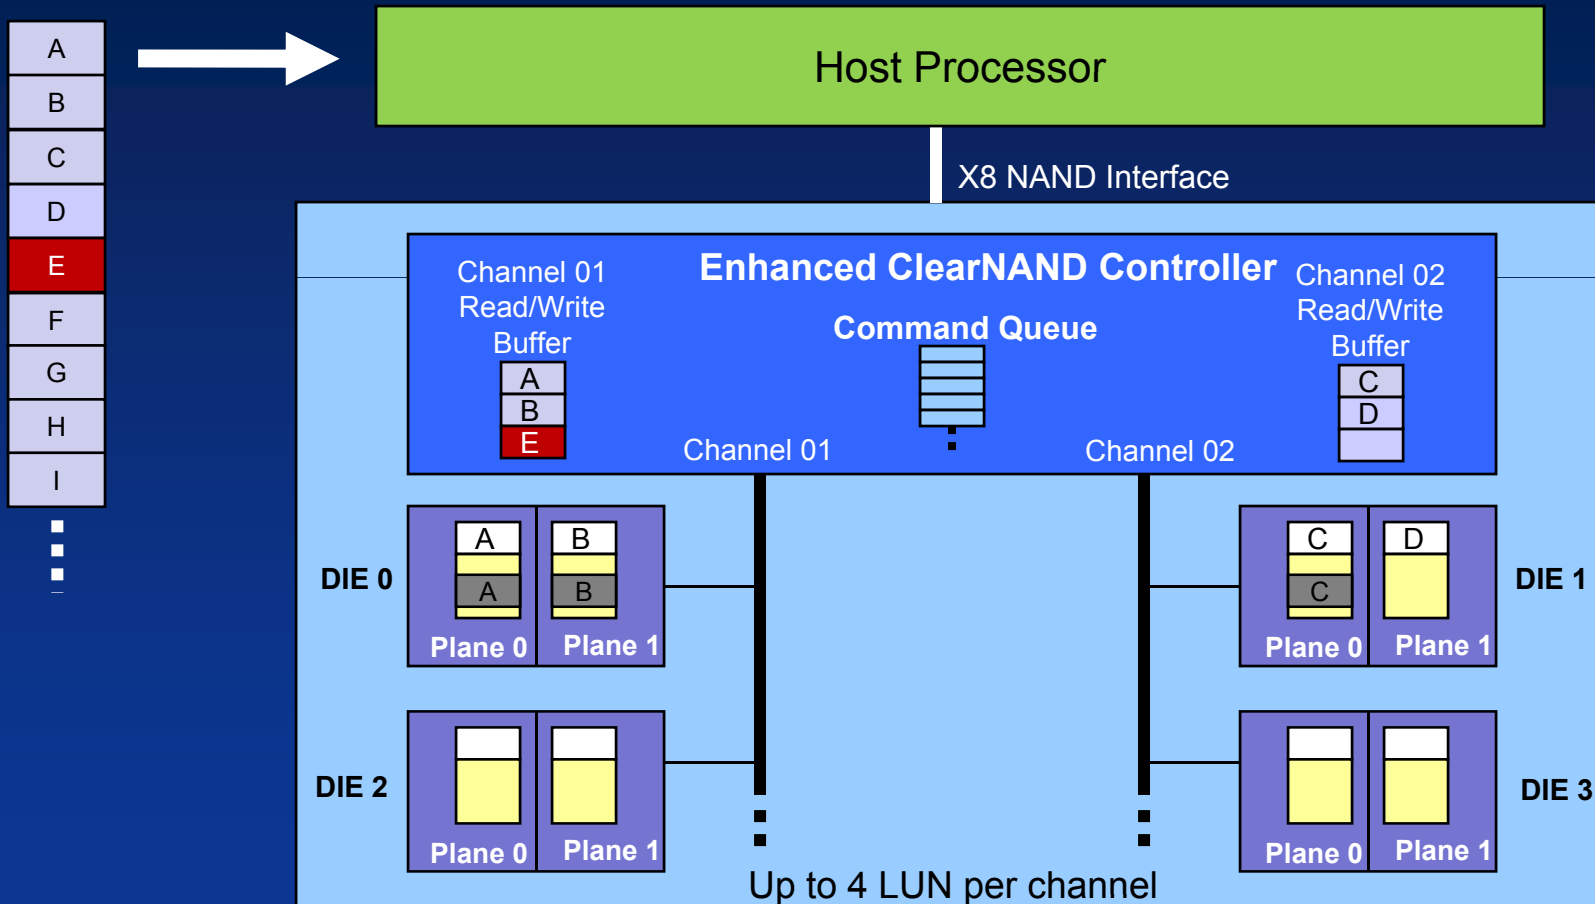 A
B
C
D
E
F
G
H
I
Host Processor
X8 NAND Interface
Enhanced ClearNAND Controller
Channel 01
Read/Write
Buffer
A
B
E
Command Queue
Channel 02
Read/Write
Buffer
C
D
Channel 01
Channel 02
DIE 0
A
A
Plane 0
B
B
Plane 1
C
C
Plane 0
D
Plane 1
DIE 1
DIE 2
Plane 0
Plane 1
Plane 0
Plane 1
DIE 3
Up to 4 LUN per channel